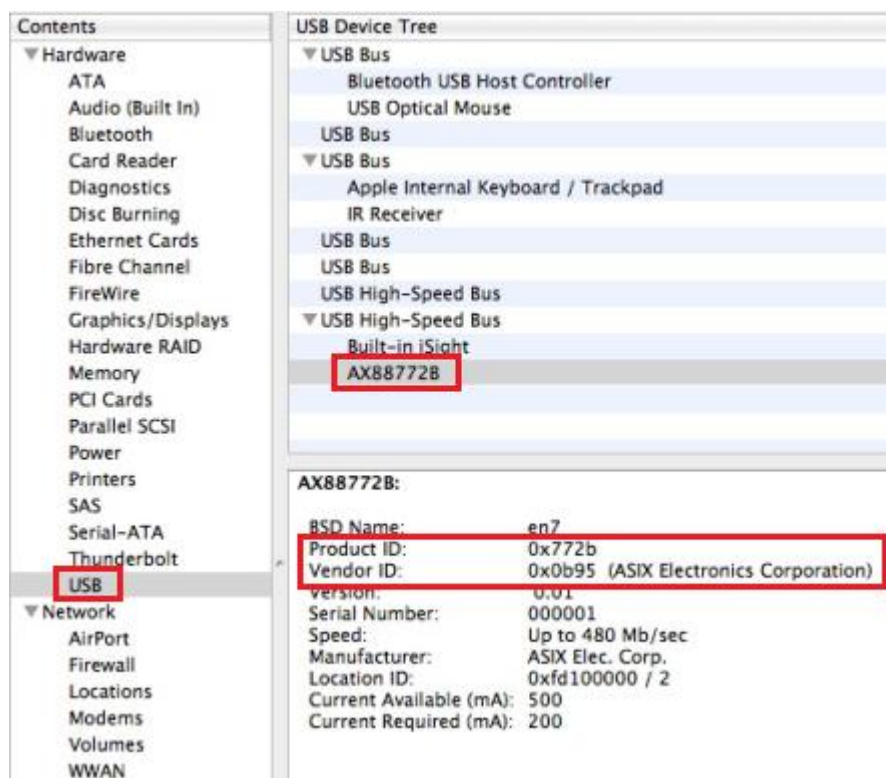 Contents
Hardware
ATA
Audio (Built In)
Bluetooth
Card Reader
Diagnostics
Disc Burning
Ethernet Cards
Fibre Channel
FireWire
Graphics/Displays
Hardware RAID
Memory
PCI Cards
Parallel SCSI
Power
Printers
SAS
Serial-ATA
Thunderbolt
USB
Network
AirPort
Firewall
Locations
Modems
Volumes
WWAN
USB Device Tree
USB Bus
Bluetooth USB Host Controller
USB Optical Mouse
USB Bus
USB Bus
Apple Internal Keyboard / Trackpad
IR Receiver
USB Bus
USB Bus
USB High-Speed Bus
USB High-Speed Bus
Built-in iSight
AX88772B
AX88772B:
BSD Name: en7
Product ID: 0x772b
Vendor ID: 0x0b95 (ASIX Electronics Corporation)
Version: 0.01
Serial Number: 000001
Speed: Up to 480 Mb/sec
Manufacturer: ASIX Elec. Corp.
Location ID: 0xfd100000 / 2
Current Available (mA): 500
Current Required (mA): 200